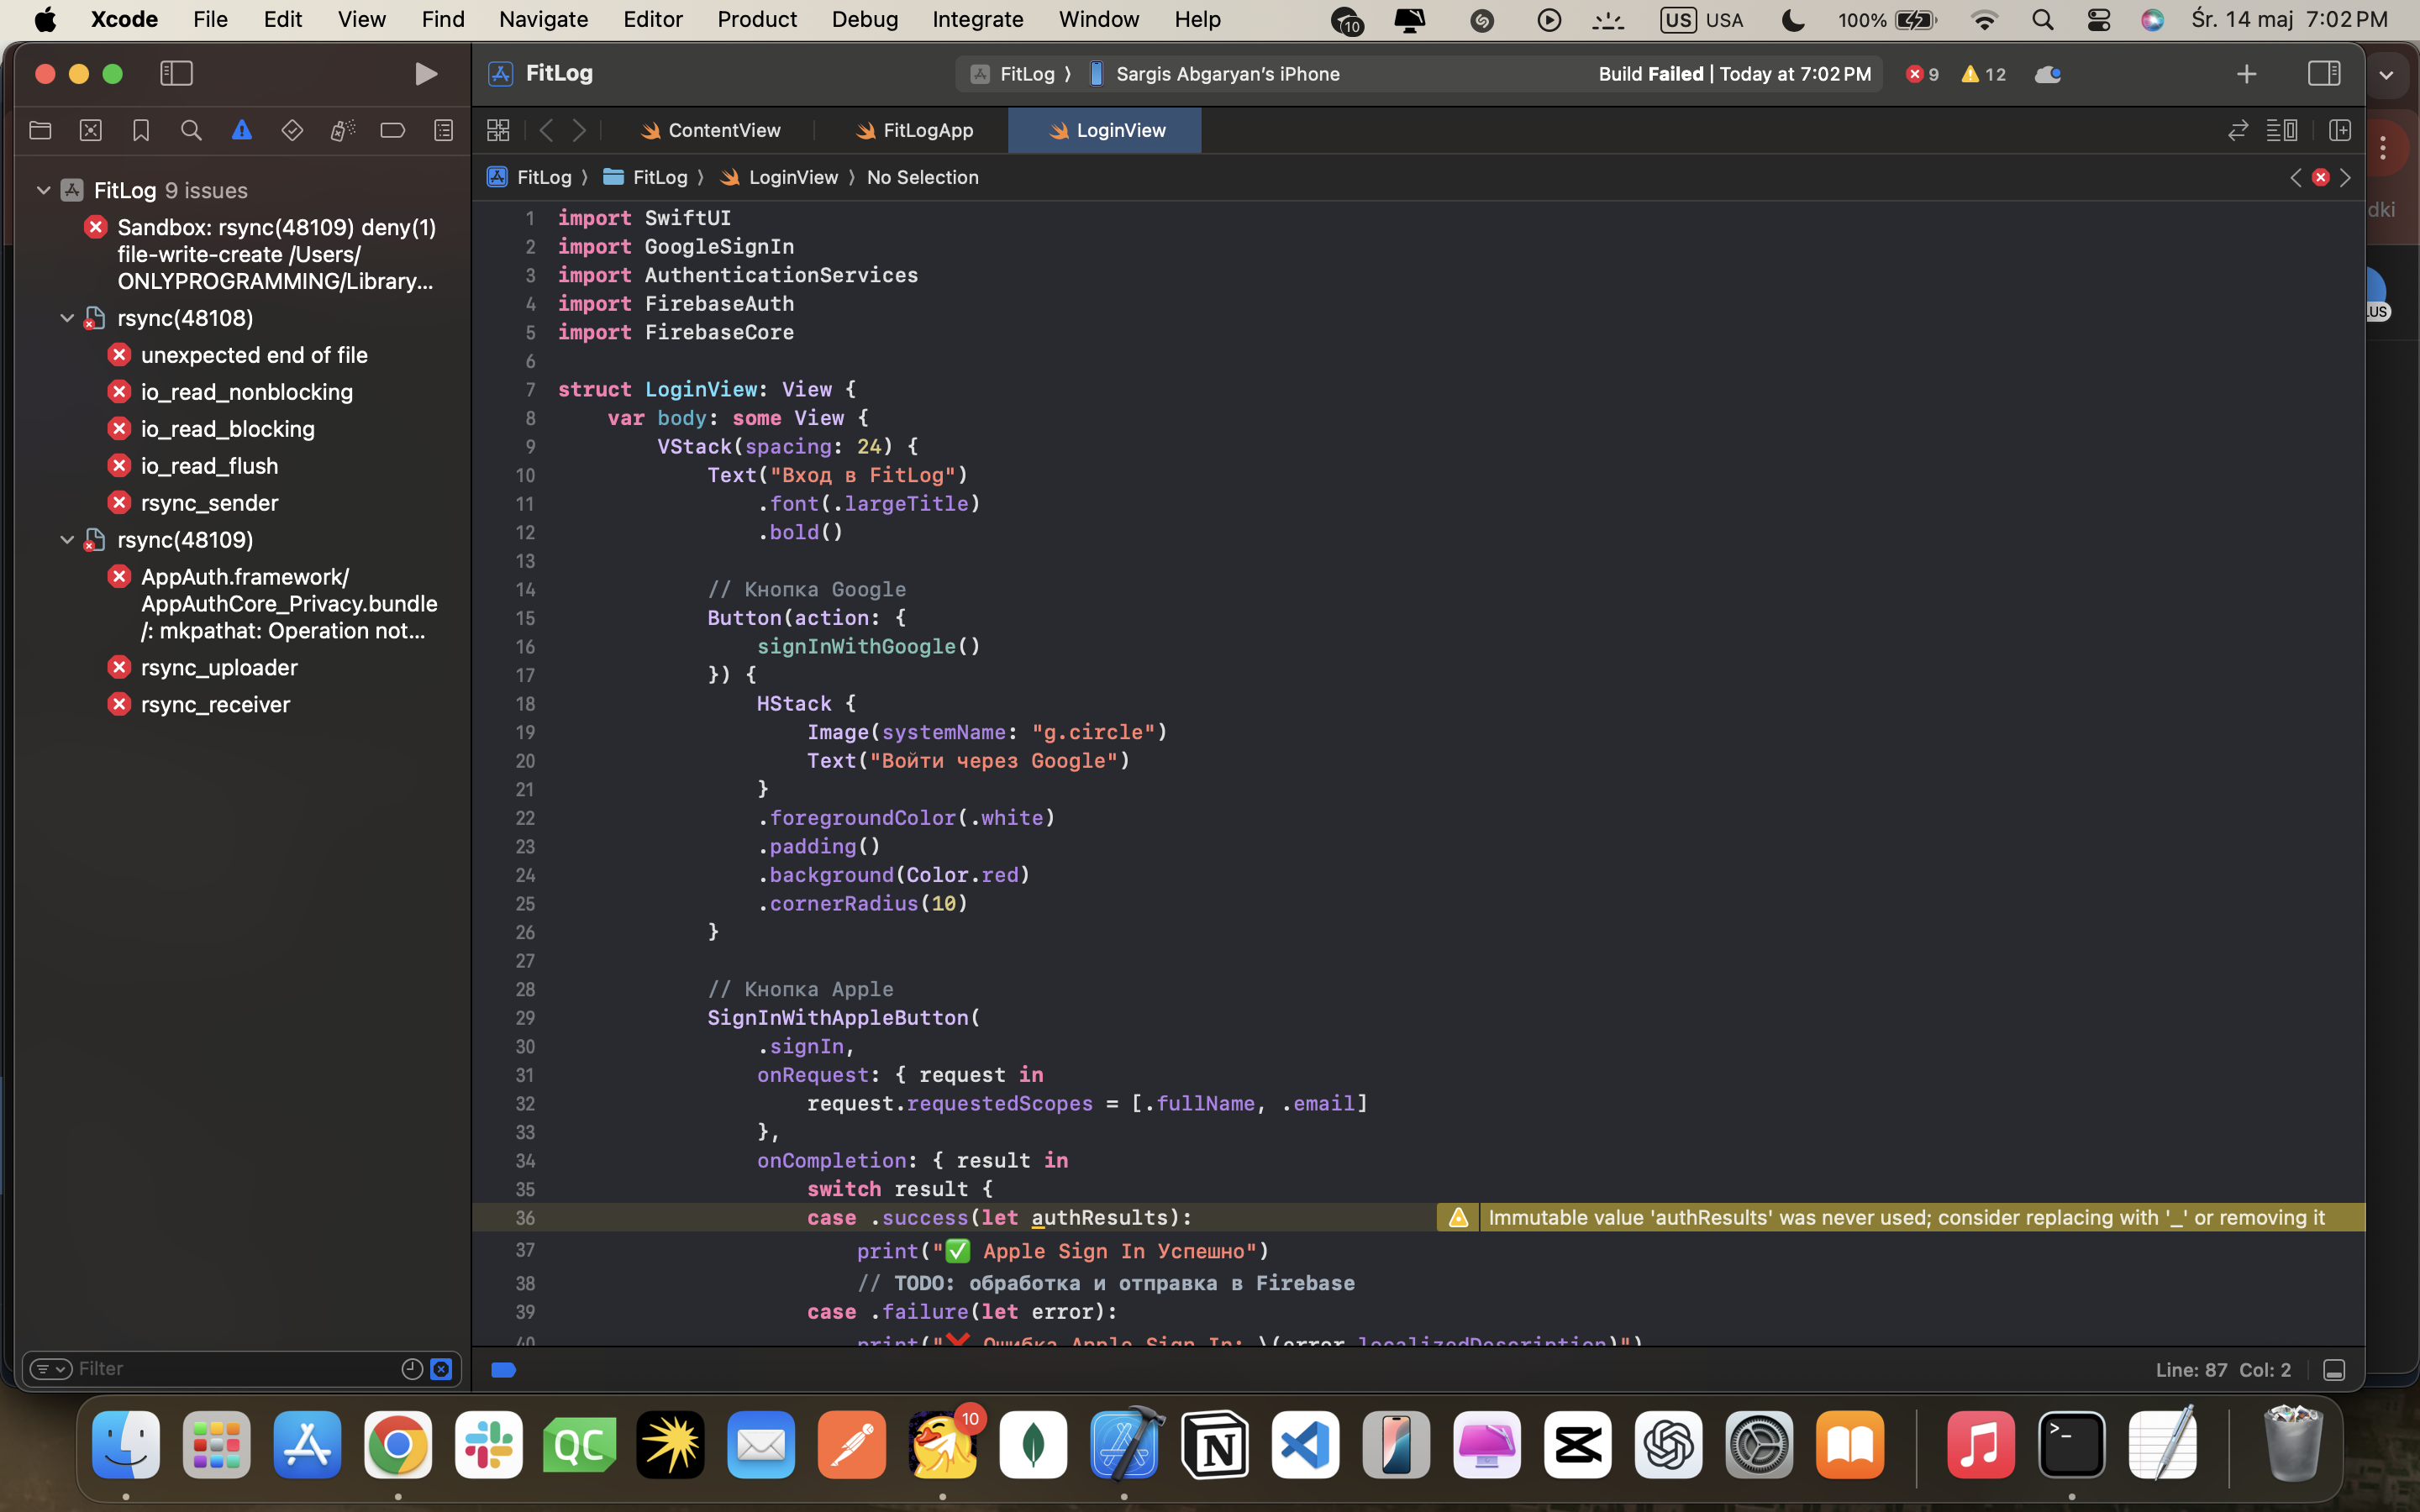 Xcode File Edit View Find Navigate Editor Product Debug Integrate Window Help 10 US USA 100% Śr. 14 maj 7:02 PM
FitLog
FitLog 〉 Sargis Abgaryan’s iPhone
Build Failed | Today at 7:02 PM
9 12
ContentView
FitLogApp
LoginView
FitLog 〉 FitLog 〉 LoginView 〉 No Selection
dki
LUS
FitLog 9 issues
Sandbox: rsync(48109) deny(1)
file-write-create /Users/
ONLYPROGRAMMING/Library...
rsync(48108)
unexpected end of file
io_read_nonblocking
io_read_blocking
io_read_flush
rsync_sender
rsync(48109)
AppAuth.framework/
AppAuthCore_Privacy.bundle
/: mkpathat: Operation not...
rsync_uploader
rsync_receiver
Filter
1 import SwiftUI
2 import GoogleSignIn
3 import AuthenticationServices
4 import FirebaseAuth
5 import FirebaseCore
6
7 struct LoginView: View {
8 var body: some View {
9 VStack(spacing: 24) {
10 Text("Вход в FitLog")
11 .font(.largeTitle)
12 .bold()
13
14 // Кнопка Google
15 Button(action: {
16 signInWithGoogle()
17 }) {
18 HStack {
19 Image(systemName: "g.circle")
20 Text("Войти через Google")
21 }
22 .foregroundColor(.white)
23 .padding()
24 .background(Color.red)
25 .cornerRadius(10)
26 }
27
28 // Кнопка Apple
29 SignInWithAppleButton(
30 .signIn,
31 onRequest: { request in
32 request.requestedScopes = [.fullName, .email]
33 },
34 onCompletion: { result in
35 switch result {
36 case .success(let authResults):
Immutable value 'authResults' was never used; consider replacing with '_' or removing it
37 print("✅ Apple Sign In Успешно")
38 // TODO: обработка и отправка в Firebase
39 case .failure(let error):
40 print("❌ Ошибка Apple Sign In: \(error.localizedDescription)")
Line: 87 Col: 2
QC
10